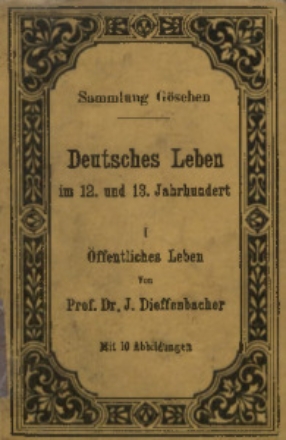 Sammlung Göschen
Deutsches Leben
im 12. und 13. Jahrhundert
I
Öffentliches Leben
Von
Prof. Dr. J. Dieffenbacher
Mit 10 Abbildungen